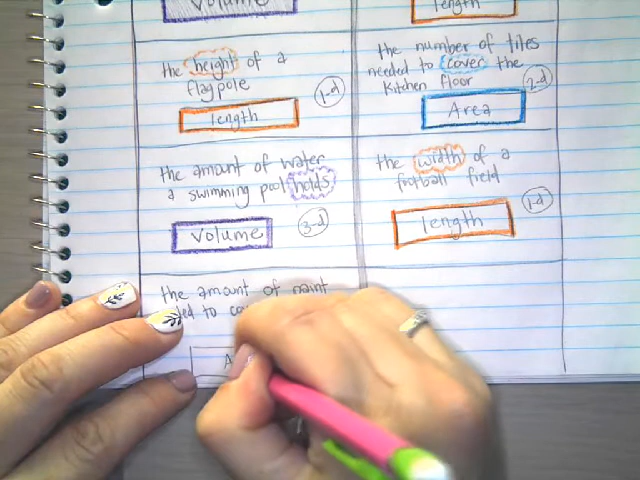 Volume
length
the height of a
flagpole
1-d
length
the number of tiles
needed to cover the
kitchen floor
2-d
Area
the amount of water
a swimming pool holds
3-d
Volume
the width of a
football field
1-d
length
the amount of paint
to